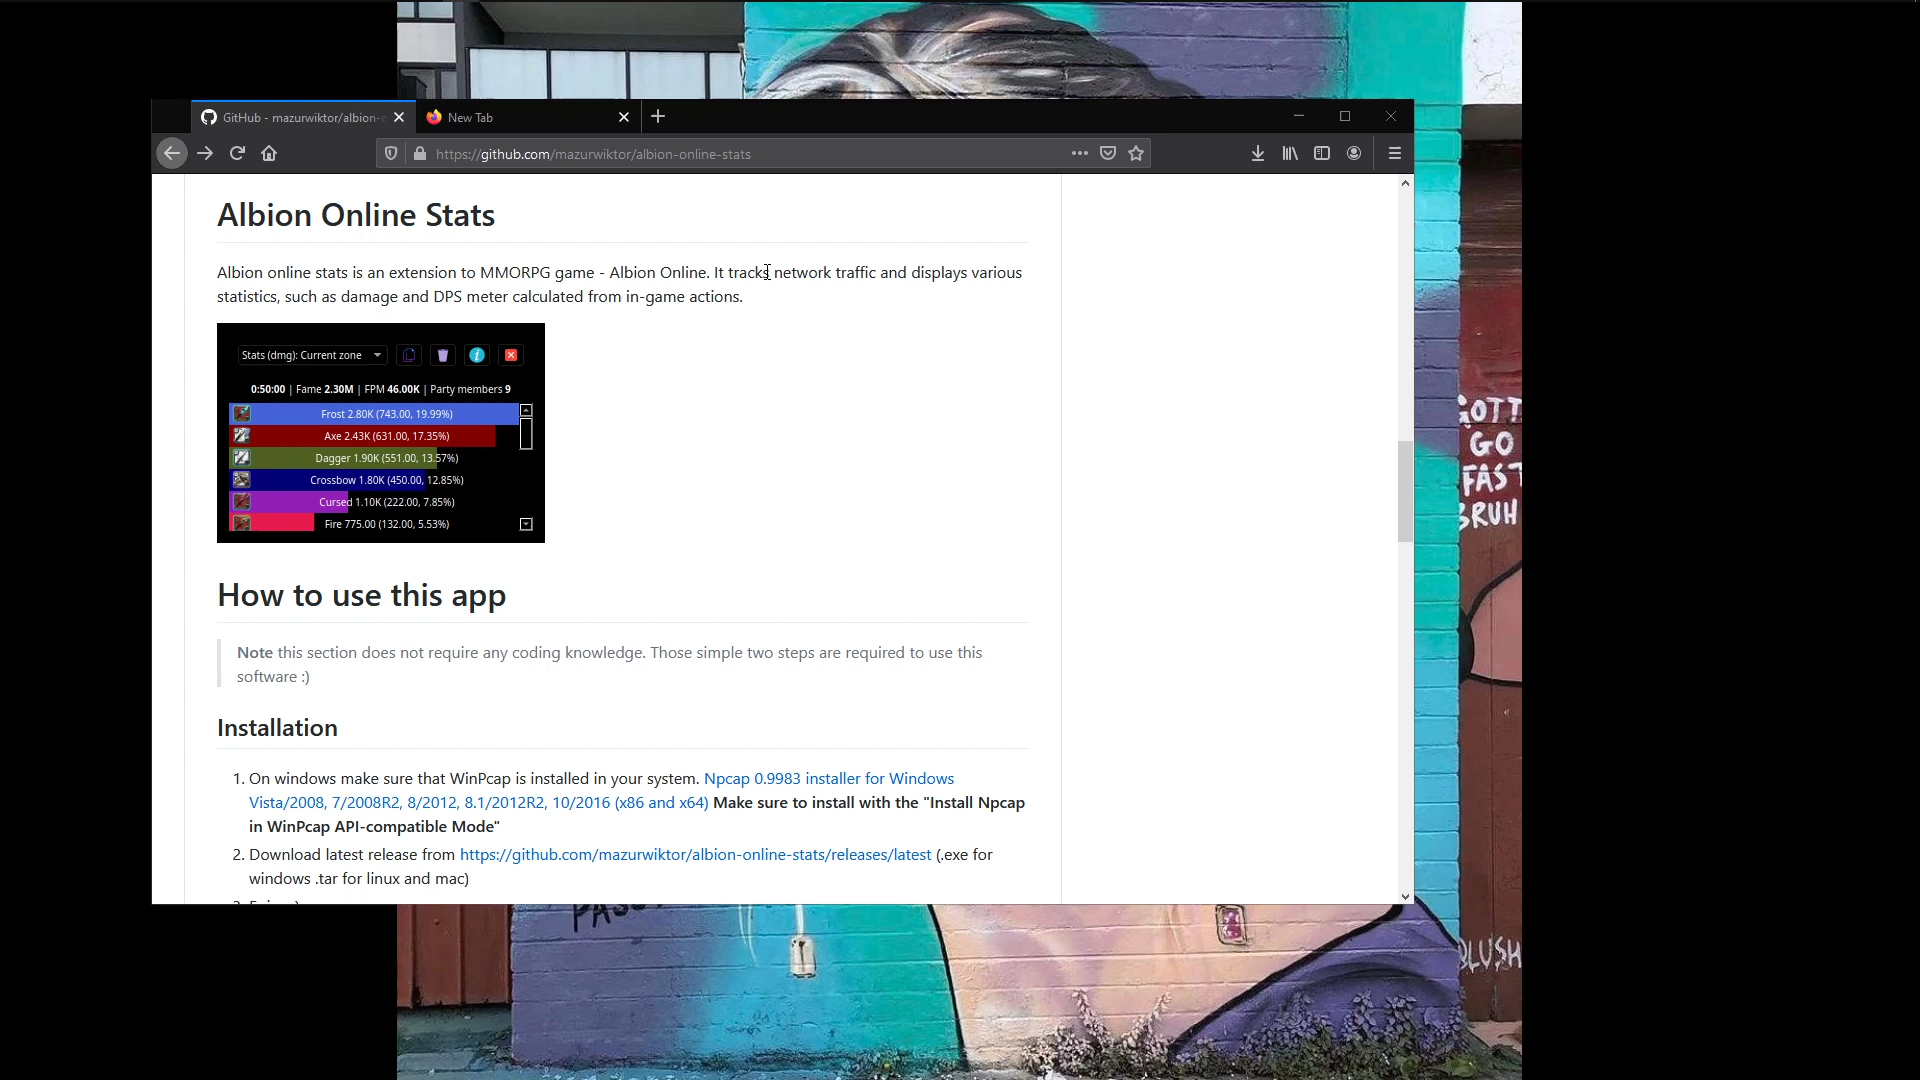 GitHub - mazurwiktor/albion-o
New Tab
https://github.com/mazurwiktor/albion-online-stats
Albion Online Stats
Albion online stats is an extension to MMORPG game - Albion Online. It tracks network traffic and displays various
statistics, such as damage and DPS meter calculated from in-game actions.
Stats (dmg): Current zone
0:50:00 | Fame 2.30M | FPM 46.00K | Party members 9
Frost 2.80K (743.00, 19.99%)
Axe 2.43K (631.00, 17.35%)
Dagger 1.90K (551.00, 13.57%)
Crossbow 1.80K (450.00, 12.85%)
Cursed 1.10K (222.00, 7.85%)
Fire 775.00 (132.00, 5.53%)
How to use this app
Note this section does not require any coding knowledge. Those simple two steps are required to use this
software :)
Installation
1. On windows make sure that WinPcap is installed in your system. Npcap 0.9983 installer for Windows
Vista/2008, 7/2008R2, 8/2012, 8.1/2012R2, 10/2016 (x86 and x64) Make sure to install with the "Install Npcap
in WinPcap API-compatible Mode"
2. Download latest release from https://github.com/mazurwiktor/albion-online-stats/releases/latest (.exe for
windows .tar for linux and mac)
GOTT
GO
FAST
BRUH